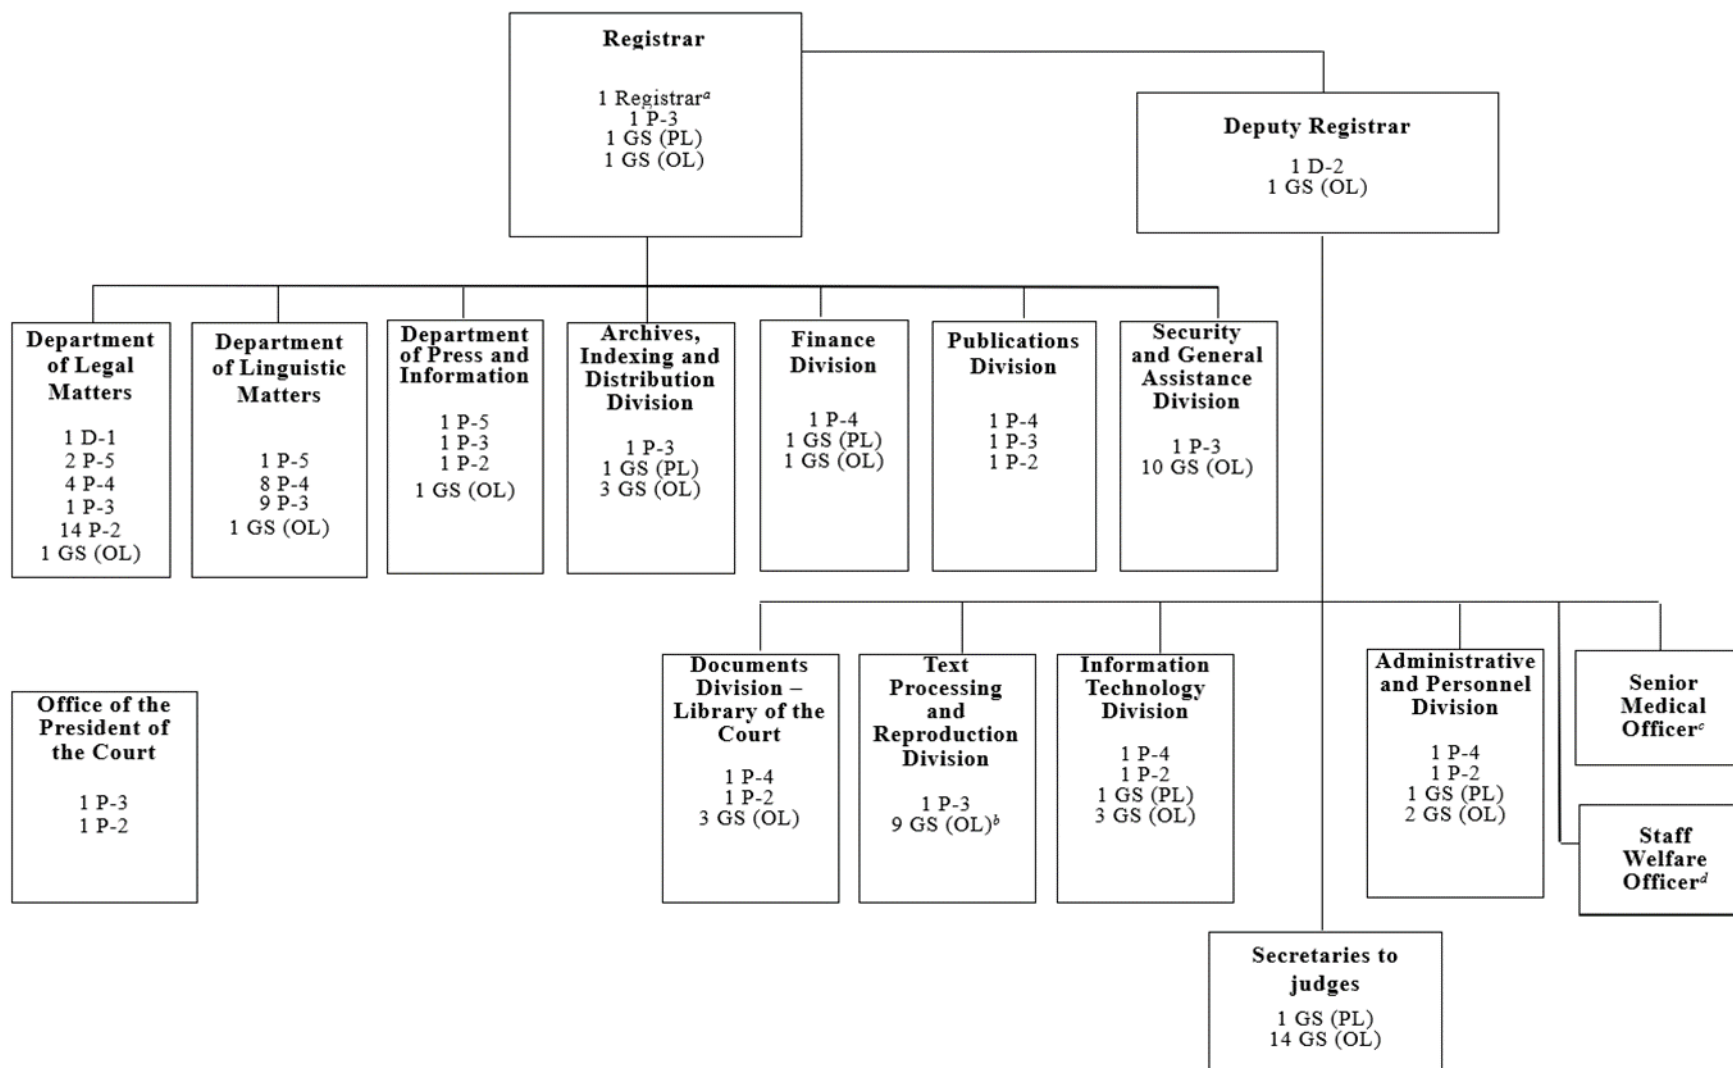 Registrar
1 Registrarᵃ
1 P-3
1 GS (PL)
1 GS (OL)
Deputy Registrar
1 D-2
1 GS (OL)
Department
of Legal
Matters
1 D-1
2 P-5
4 P-4
1 P-3
14 P-2
1 GS (OL)
Department
of Linguistic
Matters
1 P-5
8 P-4
9 P-3
1 GS (OL)
Department
of Press and
Information
1 P-5
1 P-3
1 P-2
1 GS (OL)
Archives,
Indexing and
Distribution
Division
1 P-3
1 GS (PL)
3 GS (OL)
Finance
Division
1 P-4
1 GS (PL)
1 GS (OL)
Publications
Division
1 P-4
1 P-3
1 P-2
Security
and General
Assistance
Division
1 P-3
10 GS (OL)
Office of the
President of
the Court
1 P-3
1 P-2
Documents
Division –
Library of the
Court
1 P-4
1 P-2
3 GS (OL)
Text
Processing
and
Reproduction
Division
1 P-3
9 GS (OL)ᵇ
Information
Technology
Division
1 P-4
1 P-2
1 GS (PL)
3 GS (OL)
Administrative
and Personnel
Division
1 P-4
1 P-2
1 GS (PL)
2 GS (OL)
Senior
Medical
Officerᶜ
Staff
Welfare
Officerᵈ
Secretaries to
judges
1 GS (PL)
14 GS (OL)